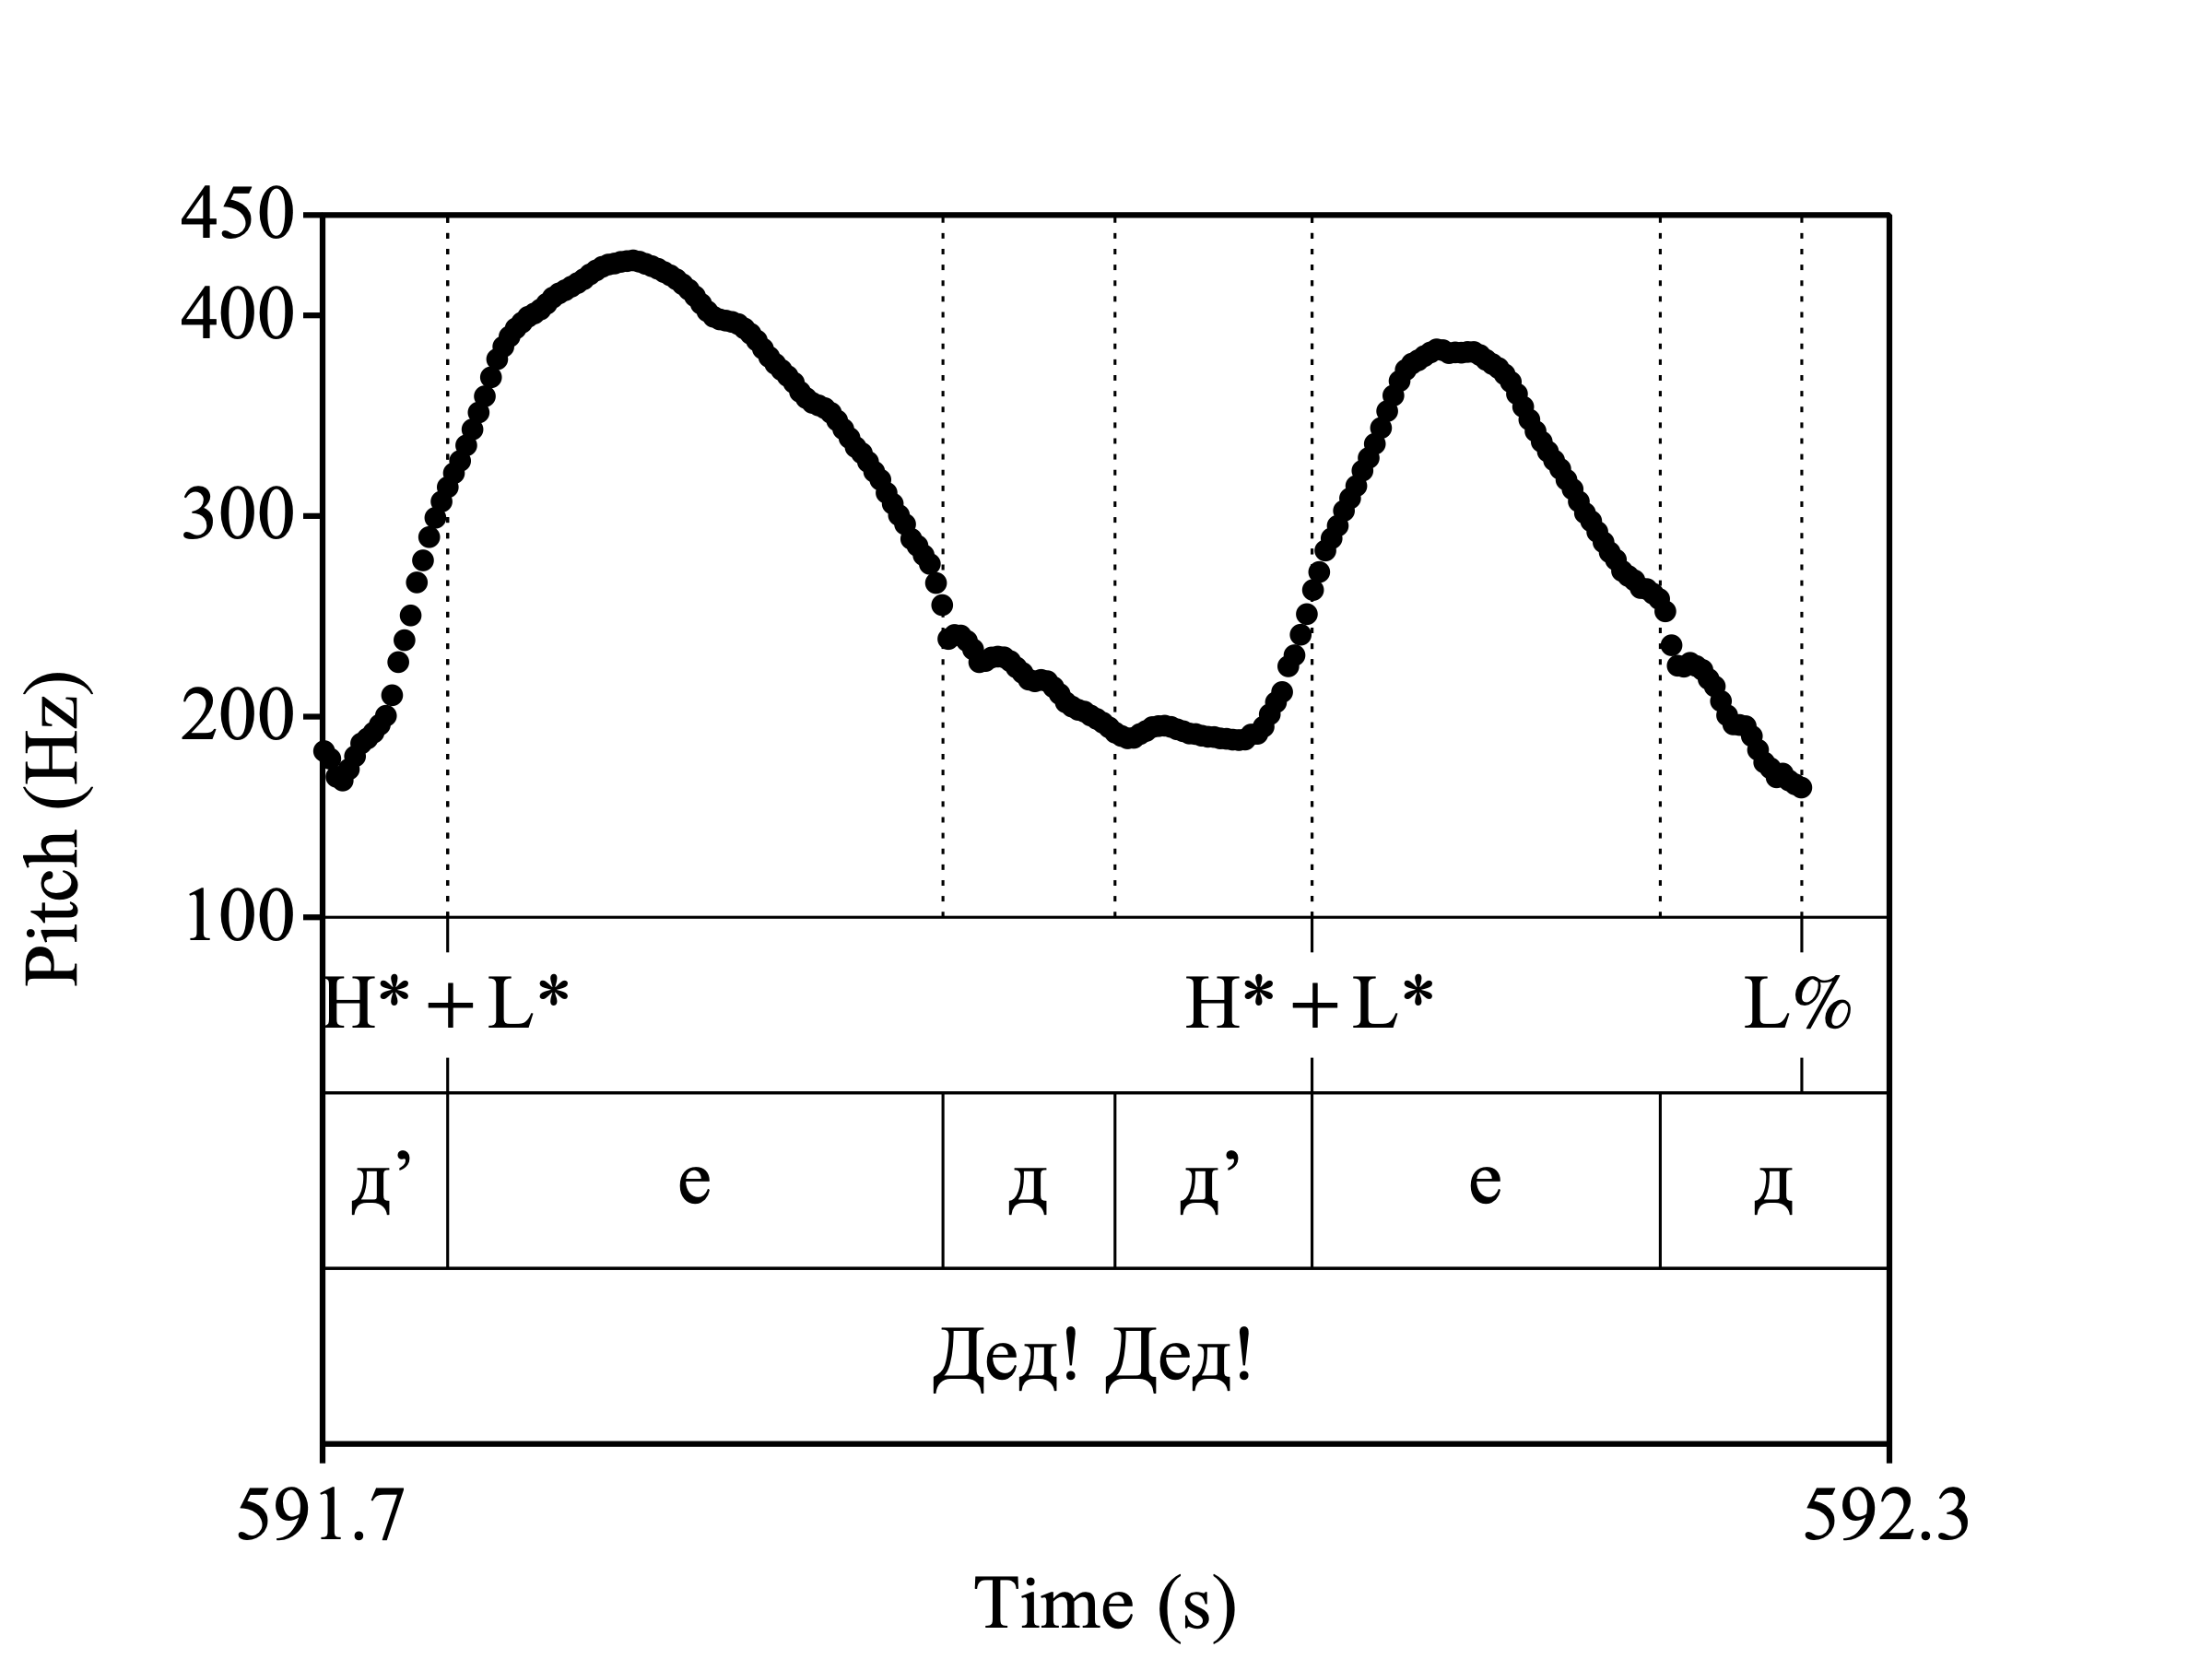 450
400
300
200
100
Pitch (Hz)
H* + L* H* + L* L%
д’ е д д’ е д
Дед! Дед!
591.7 592.3
Time (s)